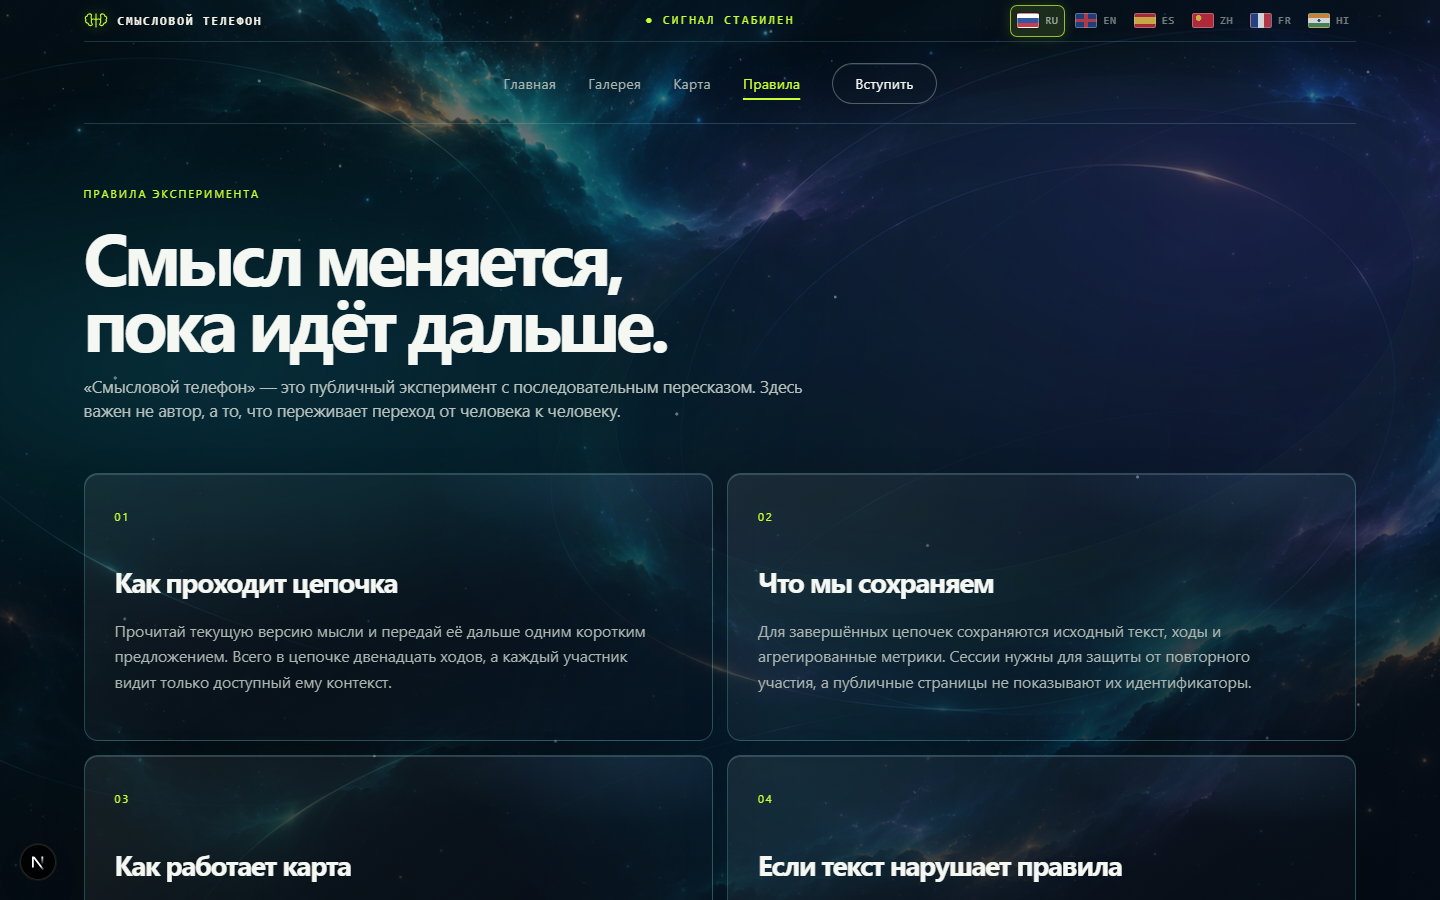 СМЫСЛОВОЙ ТЕЛЕФОН
СИГНАЛ СТАБИЛЕН
RU EN ES ZH FR HI
Главная Галерея Карта Правила Вступить
ПРАВИЛА ЭКСПЕРИМЕНТА
Смысл меняется,
пока идёт дальше.
«Смысловой телефон» — это публичный эксперимент с последовательным пересказом. Здесь
важен не автор, а то, что переживает переход от человека к человеку.
01
Как проходит цепочка
Прочитай текущую версию мысли и передай её дальше одним коротким
предложением. Всего в цепочке двенадцать ходов, а каждый участник
видит только доступный ему контекст.
02
Что мы сохраняем
Для завершённых цепочек сохраняются исходный текст, ходы и
агрегированные метрики. Сессии нужны для защиты от повторного
участия, а публичные страницы не показывают их идентификаторы.
03
Как работает карта
04
Если текст нарушает правила
N